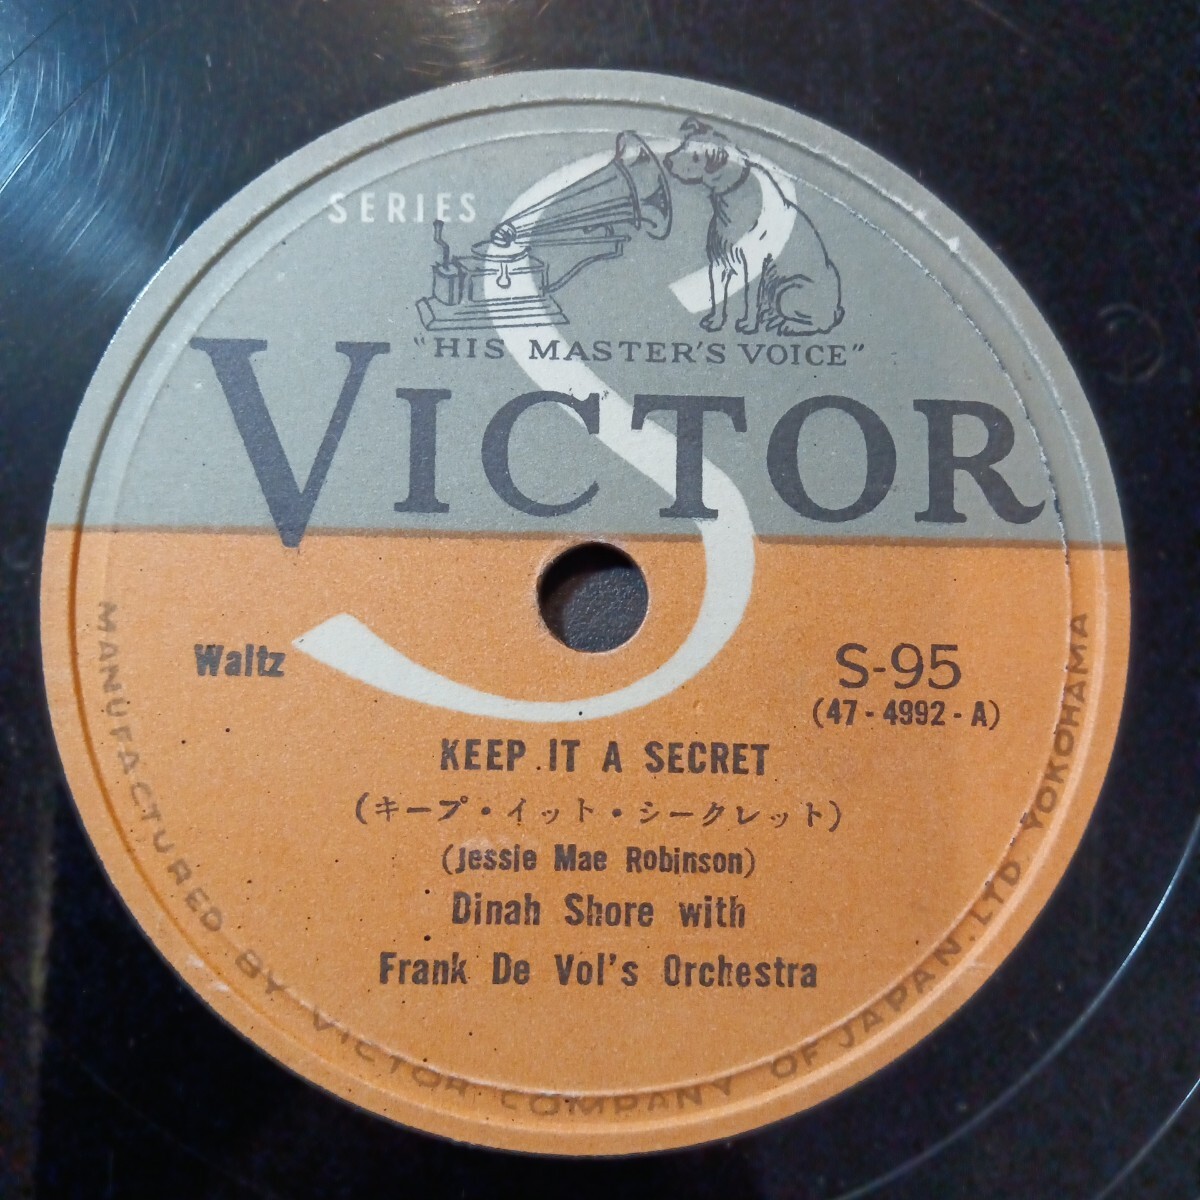 SERIES
S
"HIS MASTER'S VOICE"
VICTOR
Waltz
S-95
(47-4992-A)
KEEP IT A SECRET
(キープ・イット・シークレット)
(Jessie Mae Robinson)
Dinah Shore with
Frank De Vol's Orchestra
MANUFACTURED BY VICTOR COMPANY OF JAPAN, LTD. YOKOHAMA